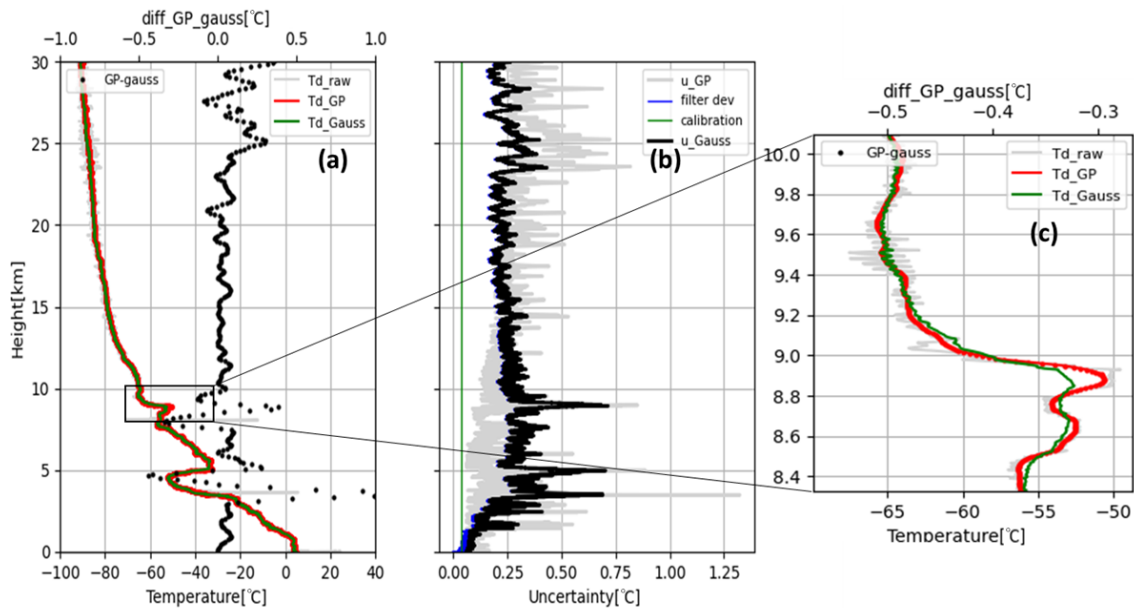 diff_GP_gauss[℃]
-1.0 -0.5 0.0 0.5 1.0
30
25
20
15
10
5
0
Height[km]
GP-gauss
Td_raw
Td_GP
Td_Gauss
(a)
-100 -80 -60 -40 -20 0 20 40
Temperature[℃]
u_GP
filter dev
calibration
u_Gauss
(b)
0.00 0.25 0.50 0.75 1.00 1.25
Uncertainty[℃]
diff_GP_gauss[℃]
-0.5 -0.4 -0.3
10.0
9.8
9.6
9.4
9.2
9.0
8.8
8.6
8.4
GP-gauss
Td_raw
Td_GP
Td_Gauss
(c)
-65 -60 -55 -50
Temperature[℃]